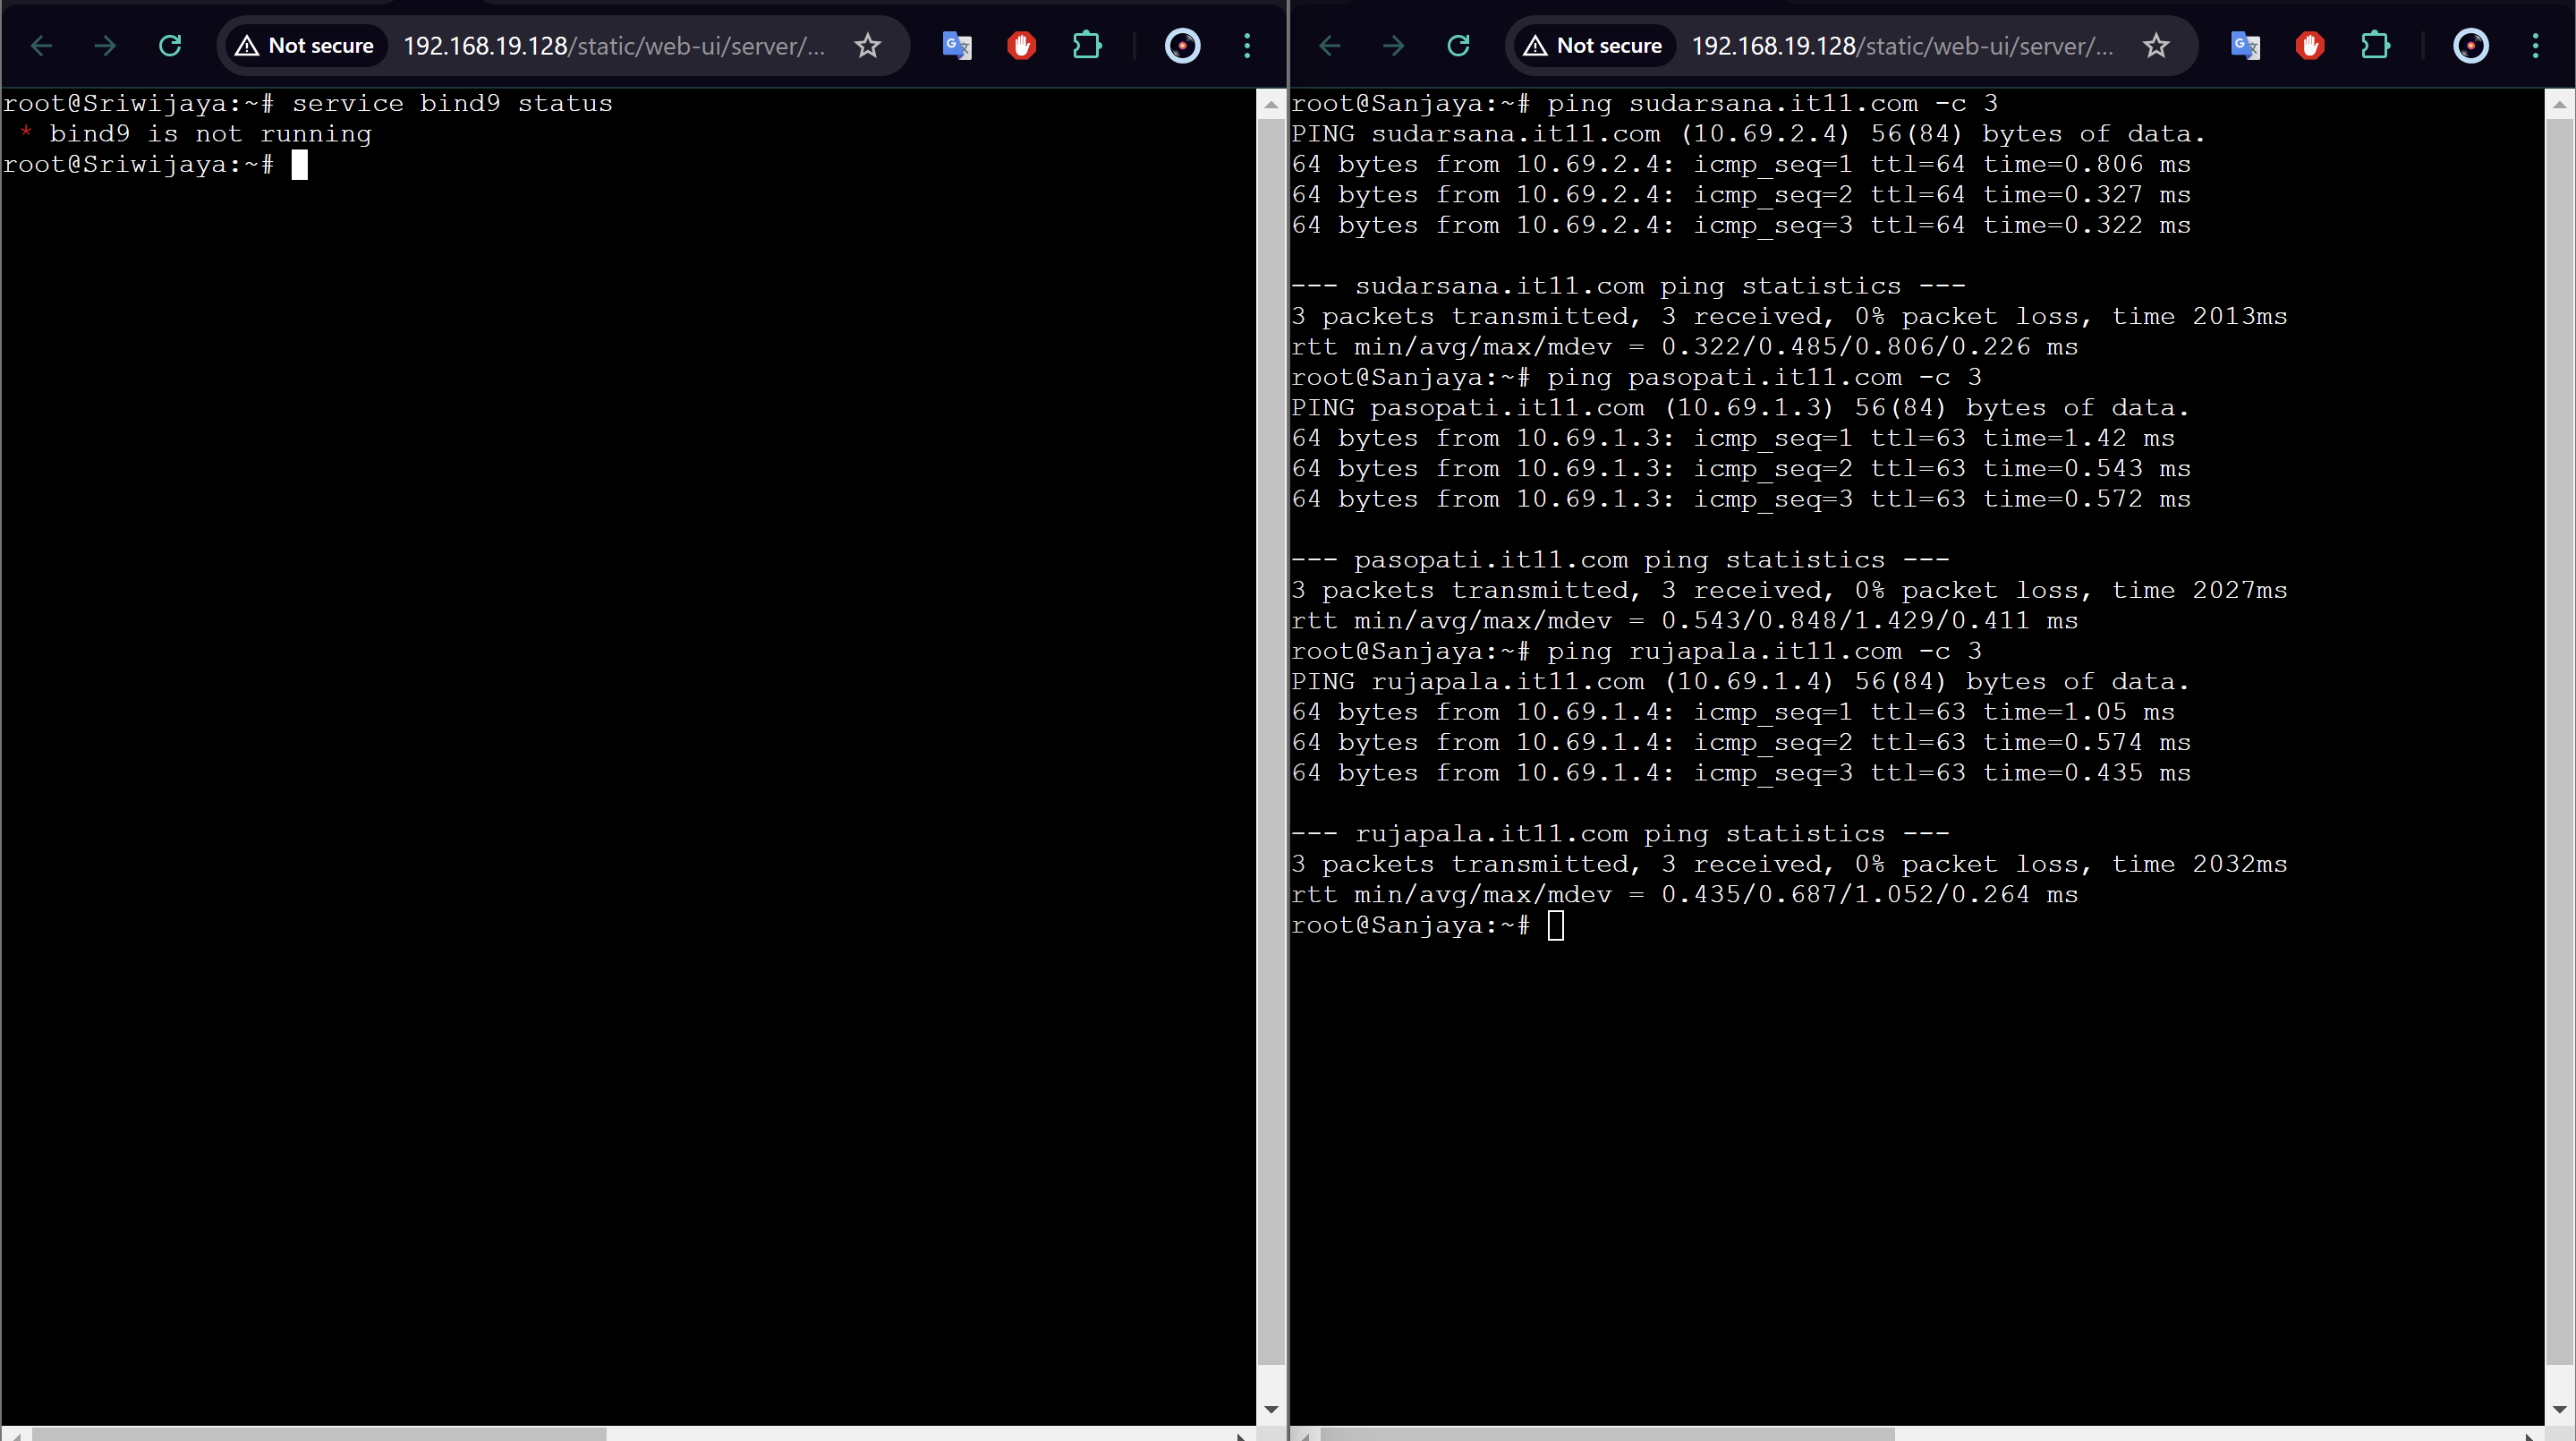 Not secure 192.168.19.128/static/web-ui/server/...
root@Sriwijaya:~# service bind9 status
 * bind9 is not running
root@Sriwijaya:~#
Not secure 192.168.19.128/static/web-ui/server/...
root@Sanjaya:~# ping sudarsana.it11.com -c 3
PING sudarsana.it11.com (10.69.2.4) 56(84) bytes of data.
64 bytes from 10.69.2.4: icmp_seq=1 ttl=64 time=0.806 ms
64 bytes from 10.69.2.4: icmp_seq=2 ttl=64 time=0.327 ms
64 bytes from 10.69.2.4: icmp_seq=3 ttl=64 time=0.322 ms

--- sudarsana.it11.com ping statistics ---
3 packets transmitted, 3 received, 0% packet loss, time 2013ms
rtt min/avg/max/mdev = 0.322/0.485/0.806/0.226 ms
root@Sanjaya:~# ping pasopati.it11.com -c 3
PING pasopati.it11.com (10.69.1.3) 56(84) bytes of data.
64 bytes from 10.69.1.3: icmp_seq=1 ttl=63 time=1.42 ms
64 bytes from 10.69.1.3: icmp_seq=2 ttl=63 time=0.543 ms
64 bytes from 10.69.1.3: icmp_seq=3 ttl=63 time=0.572 ms

--- pasopati.it11.com ping statistics ---
3 packets transmitted, 3 received, 0% packet loss, time 2027ms
rtt min/avg/max/mdev = 0.543/0.848/1.429/0.411 ms
root@Sanjaya:~# ping rujapala.it11.com -c 3
PING rujapala.it11.com (10.69.1.4) 56(84) bytes of data.
64 bytes from 10.69.1.4: icmp_seq=1 ttl=63 time=1.05 ms
64 bytes from 10.69.1.4: icmp_seq=2 ttl=63 time=0.574 ms
64 bytes from 10.69.1.4: icmp_seq=3 ttl=63 time=0.435 ms

--- rujapala.it11.com ping statistics ---
3 packets transmitted, 3 received, 0% packet loss, time 2032ms
rtt min/avg/max/mdev = 0.435/0.687/1.052/0.264 ms
root@Sanjaya:~#